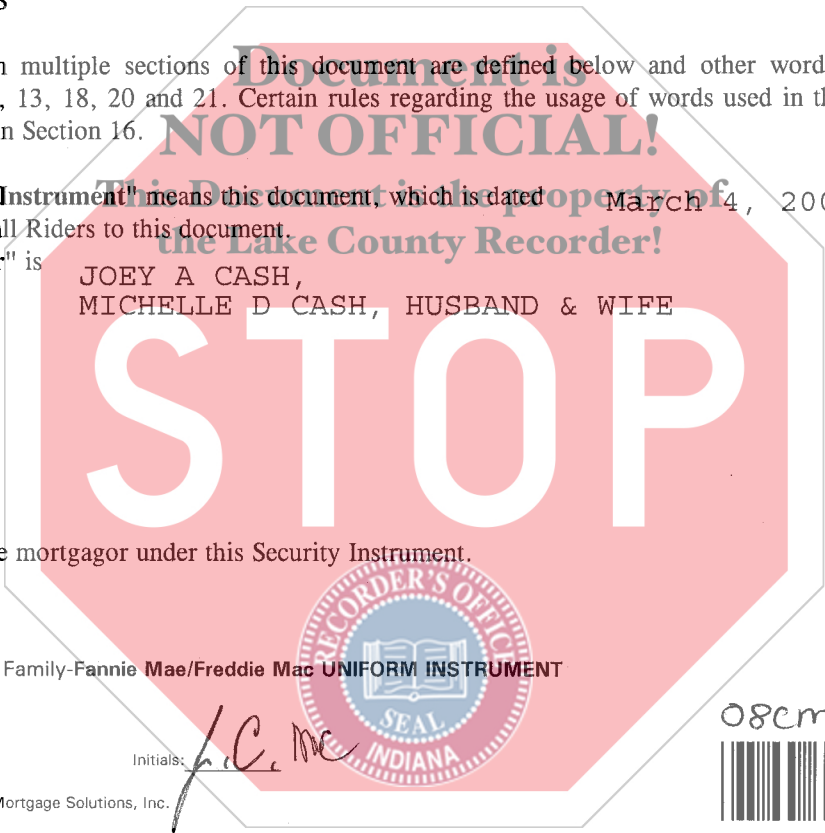 S
n multiple sections of this document are defined below and other word
, 13, 18, 20 and 21. Certain rules regarding the usage of words used in th
n Section 16.
Document is
NOT OFFICIAL!
This Document is the property of
the Lake County Recorder!
Instrument" means this document, which is dated March 4, 200
ll Riders to this document.
r" is
JOEY A CASH,
MICHELLE D CASH, HUSBAND & WIFE
STOP
e mortgagor under this Security Instrument.
RECORDER'S OFFICE
SEAL
INDIANA
Family-Fannie Mae/Freddie Mac UNIFORM INSTRUMENT
Initials: J.C. MC
08cm
Mortgage Solutions, Inc.